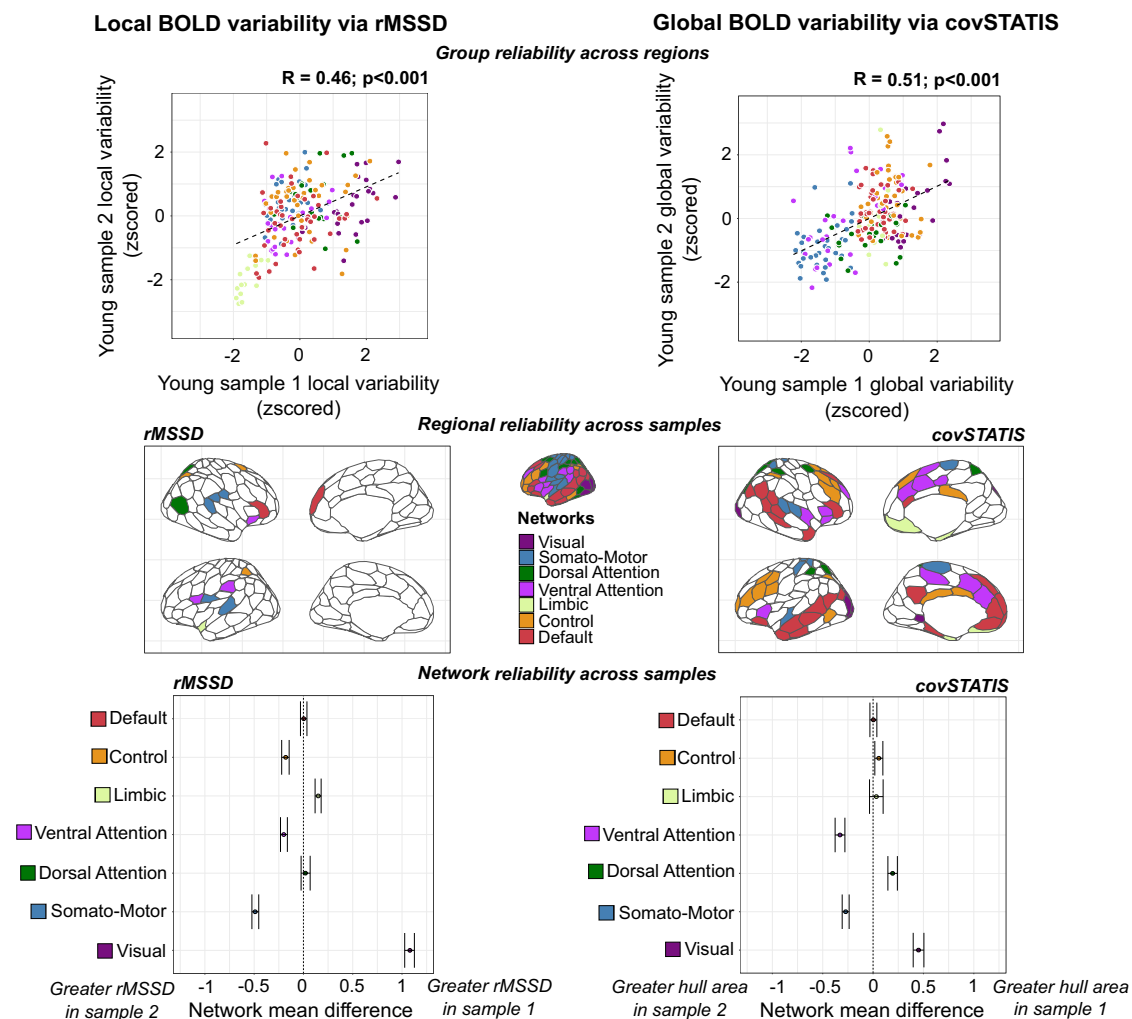 Local BOLD variability via rMSSD
Global BOLD variability via covSTATIS
Group reliability across regions
R = 0.46; p<0.001
Young sample 2 local variability
(zscored)
2
0
-2
-2
0
2
Young sample 1 local variability
(zscored)
R = 0.51; p<0.001
Young sample 2 global variability
(zscored)
2
0
-2
-2
0
2
Young sample 1 global variability
(zscored)
Regional reliability across samples
rMSSD
covSTATIS
Networks
Visual
Somato-Motor
Dorsal Attention
Ventral Attention
Limbic
Control
Default
Network reliability across samples
rMSSD
Default
Control
Limbic
Ventral Attention
Dorsal Attention
Somato-Motor
Visual
-1
-0.5
0
0.5
1
Greater rMSSD
in sample 2
Network mean difference
Greater rMSSD
in sample 1
covSTATIS
Default
Control
Limbic
Ventral Attention
Dorsal Attention
Somato-Motor
Visual
-1
-0.5
0
0.5
1
Greater hull area
in sample 2
Network mean difference
Greater hull area
in sample 1